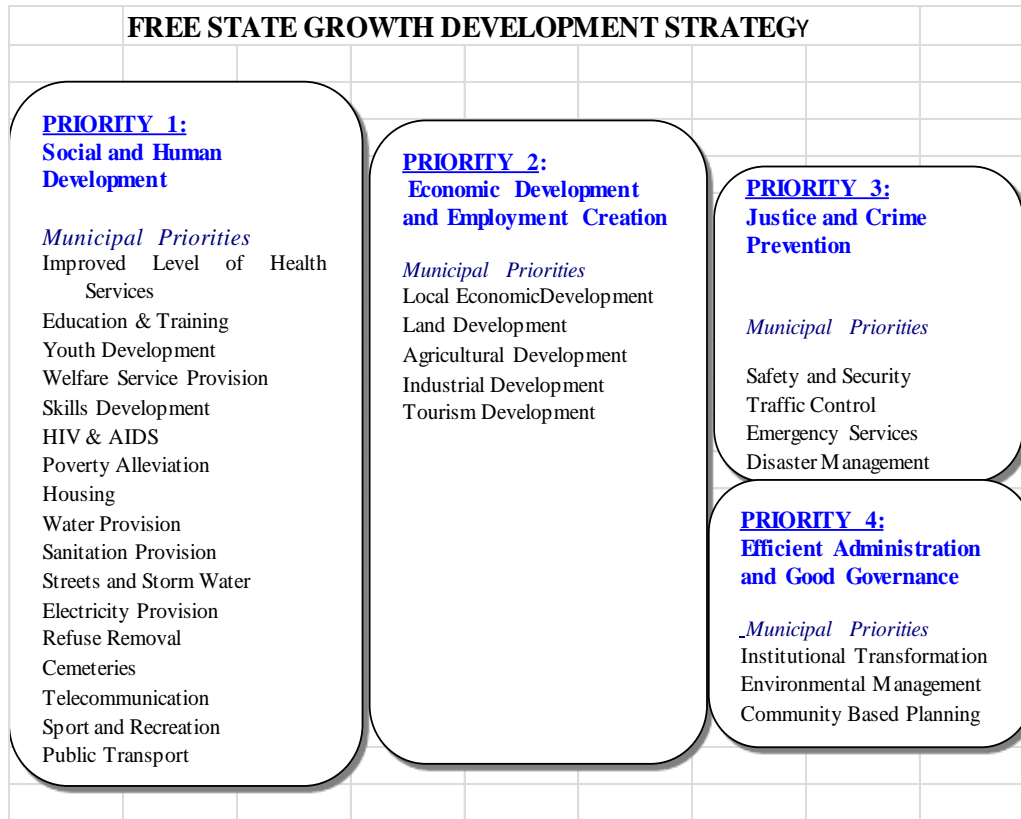 FREE STATE GROWTH DEVELOPMENT STRATEGY
PRIORITY 1:
Social and Human
Development
Municipal Priorities
Improved Level of Health
Services
Education & Training
Youth Development
Welfare Service Provision
Skills Development
HIV & AIDS
Poverty Alleviation
Housing
Water Provision
Sanitation Provision
Streets and Storm Water
Electricity Provision
Refuse Removal
Cemeteries
Telecommunication
Sport and Recreation
Public Transport
PRIORITY 2:
Economic Development
and Employment Creation
Municipal Priorities
Local EconomicDevelopment
Land Development
Agricultural Development
Industrial Development
Tourism Development
PRIORITY 3:
Justice and Crime
Prevention
Municipal Priorities
Safety and Security
Traffic Control
Emergency Services
Disaster Management
PRIORITY 4:
Efficient Administration
and Good Governance
Municipal Priorities
Institutional Transformation
Environmental Management
Community Based Planning